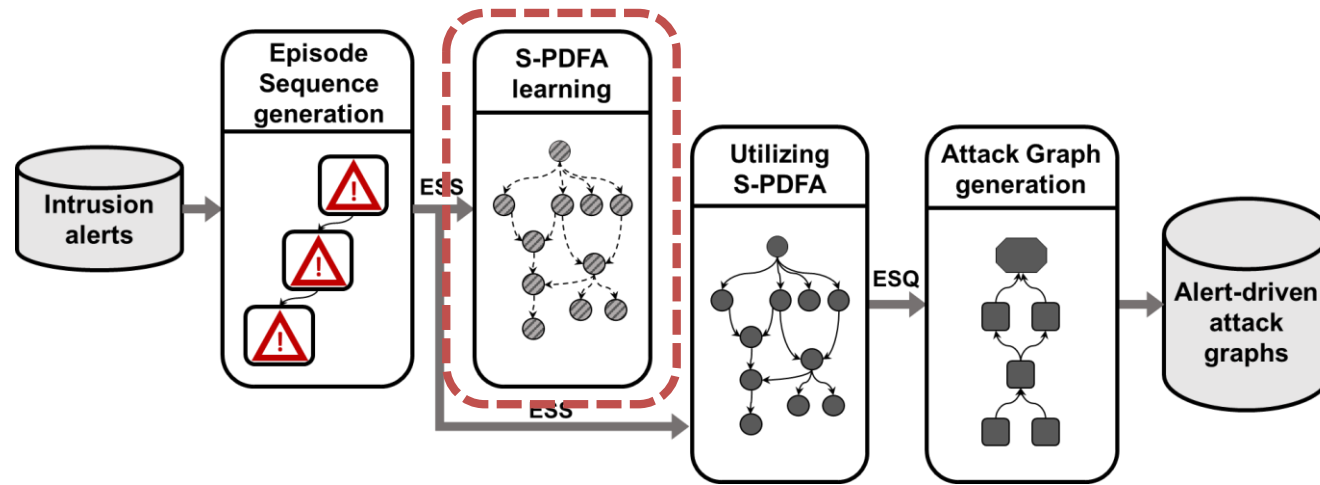 Intrusion
alerts
Episode
Sequence
generation
!
!
!
ESS
ESS
S-PDFA
learning
Utilizing
S-PDFA
ESQ
Attack Graph
generation
Alert-driven
attack
graphs